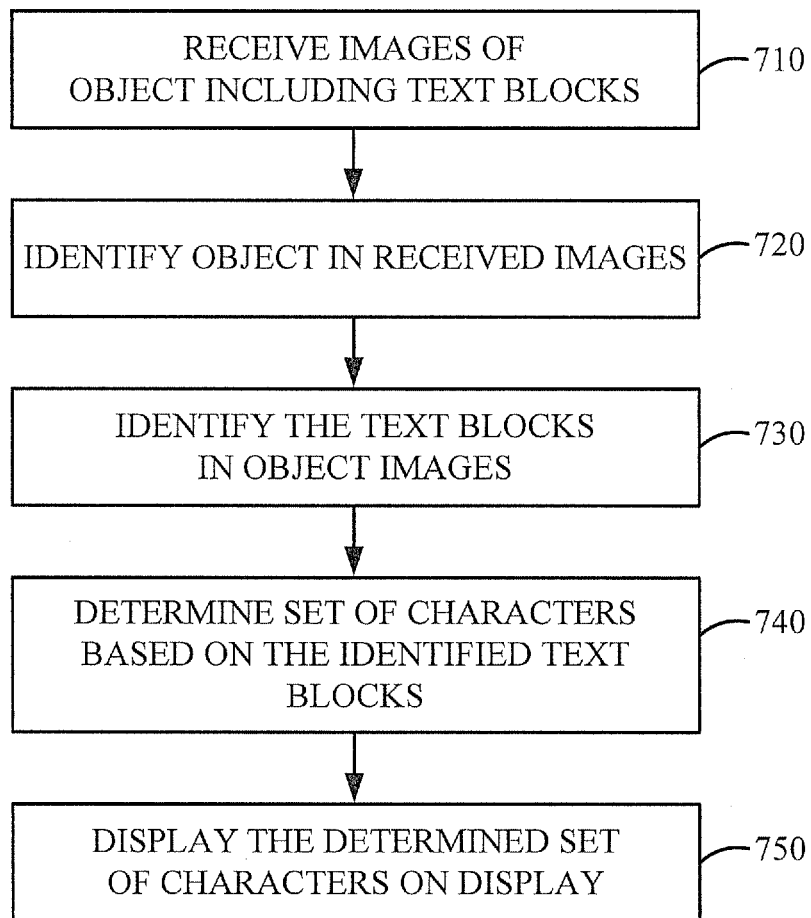 RECEIVE IMAGES OF
OBJECT INCLUDING TEXT BLOCKS
710
IDENTIFY OBJECT IN RECEIVED IMAGES
720
IDENTIFY THE TEXT BLOCKS
IN OBJECT IMAGES
730
DETERMINE SET OF CHARACTERS
BASED ON THE IDENTIFIED TEXT
BLOCKS
740
DISPLAY THE DETERMINED SET
OF CHARACTERS ON DISPLAY
750